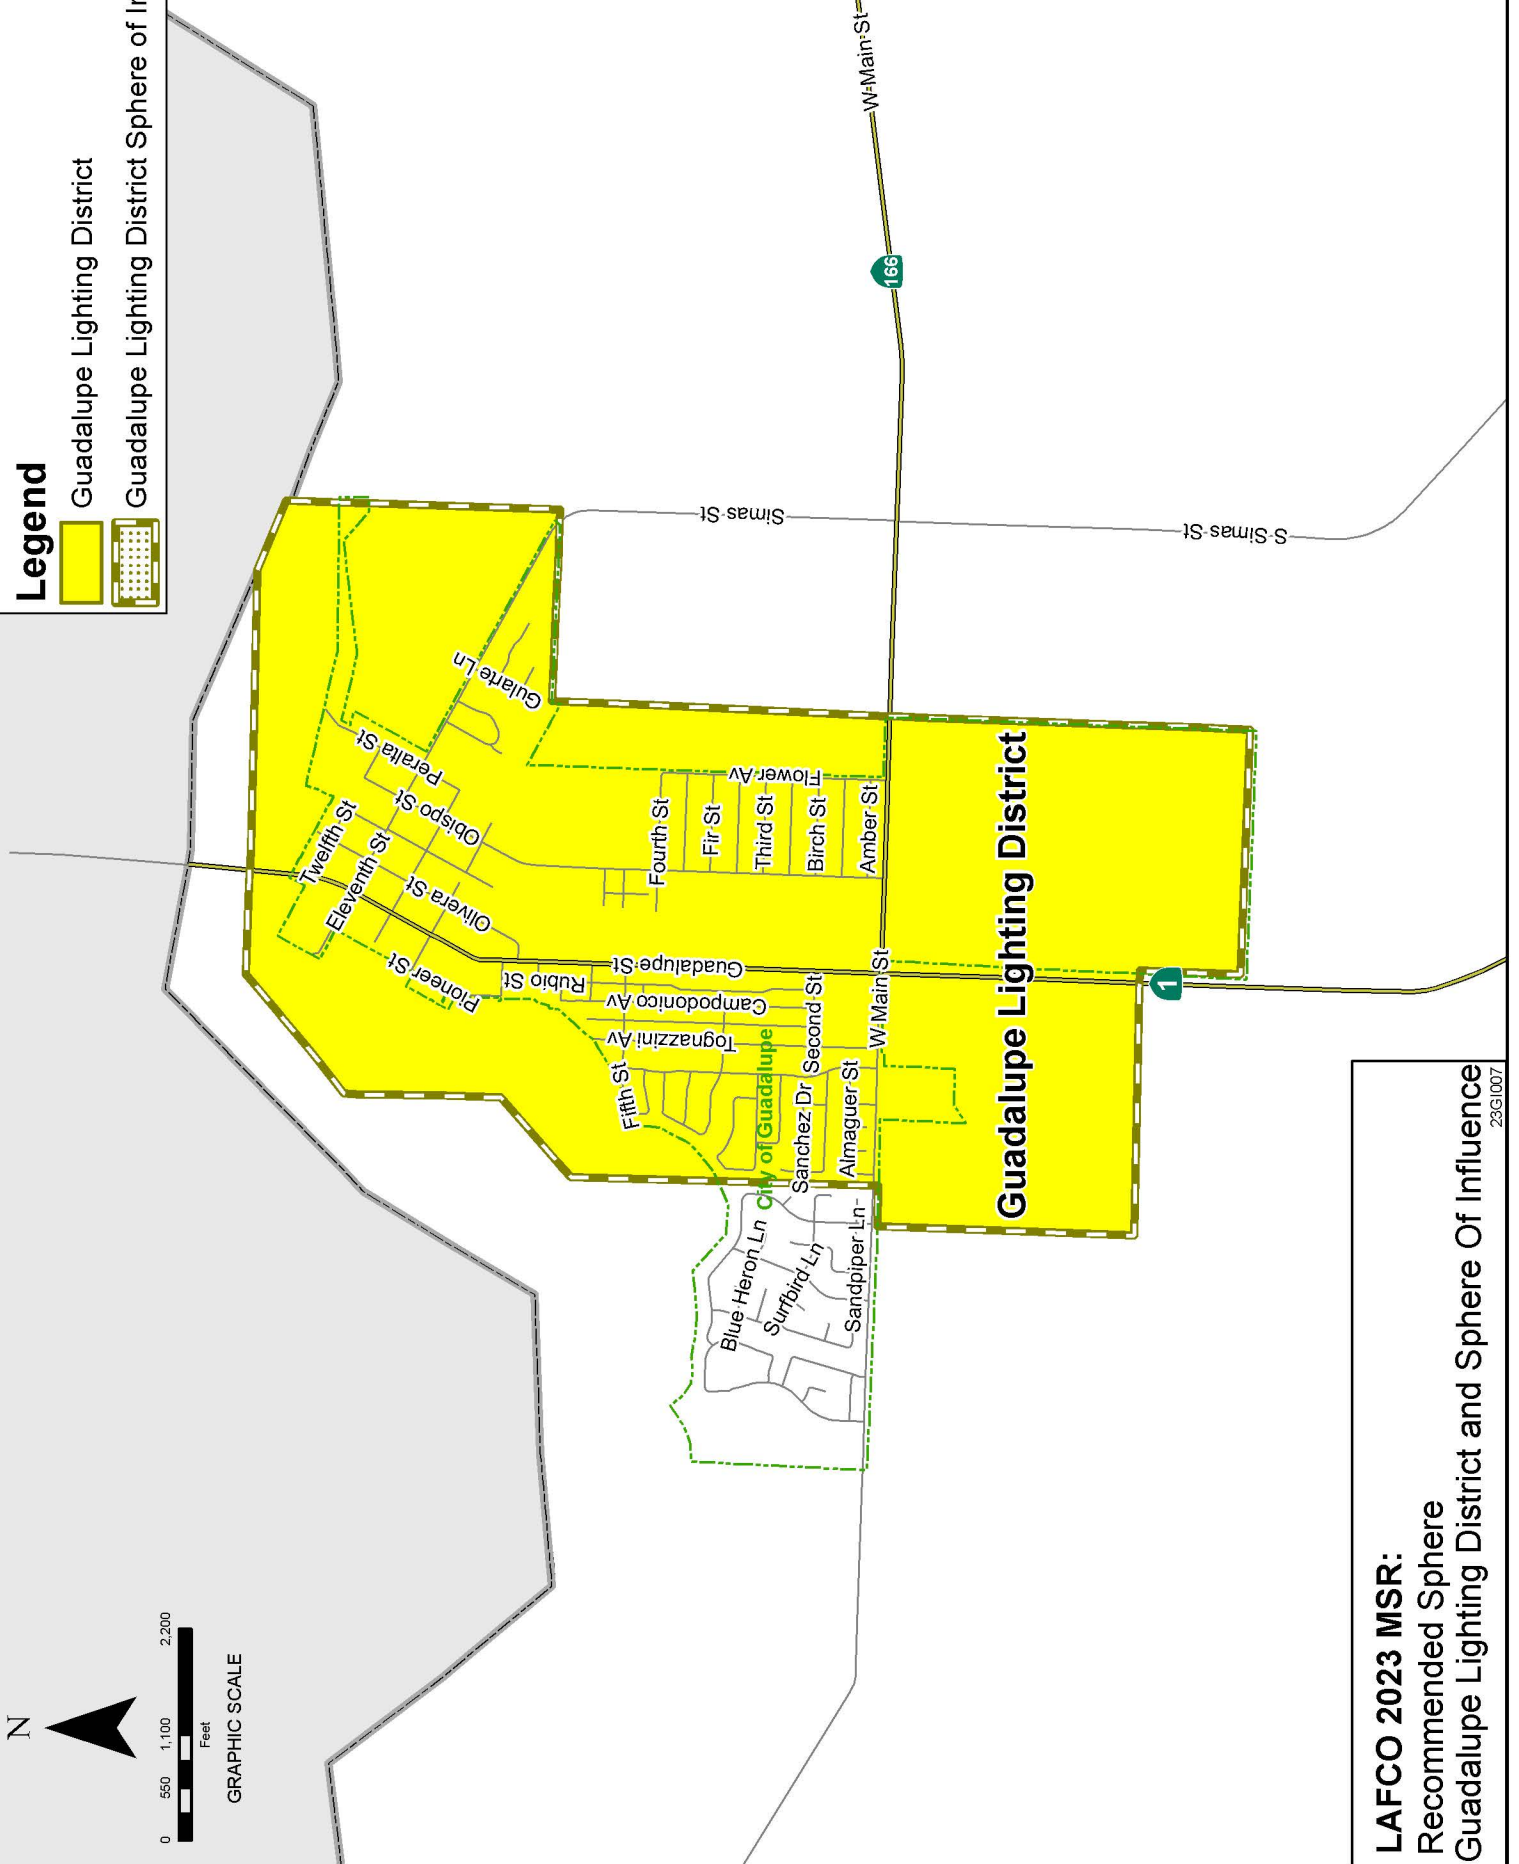 N
0 550 1,100 2,200
Feet
GRAPHIC SCALE
Legend
Guadalupe Lighting District
Guadalupe Lighting District Sphere of
W Main St
166
Simas St
S Simas St
Gularte Ln
Peralta St
Obispo St
Twelfth St
Eleventh St
Olivera St
Pioneer St
Rubio St
Guadalupe St
Campodonico Av
Tognazzini Av
Fifth St
Flower Av
Fourth St
Fir St
Third St
Birch St
Amber St
Second St
W Main St
City of Guadalupe
Sanchez Dr
Almaguer St
Blue Heron Ln
Surfbird Ln
Sandpiper Ln
Guadalupe Lighting District
1
LAFCO 2023 MSR:
Recommended Sphere
Guadalupe Lighting District and Sphere Of Influence
23GI007